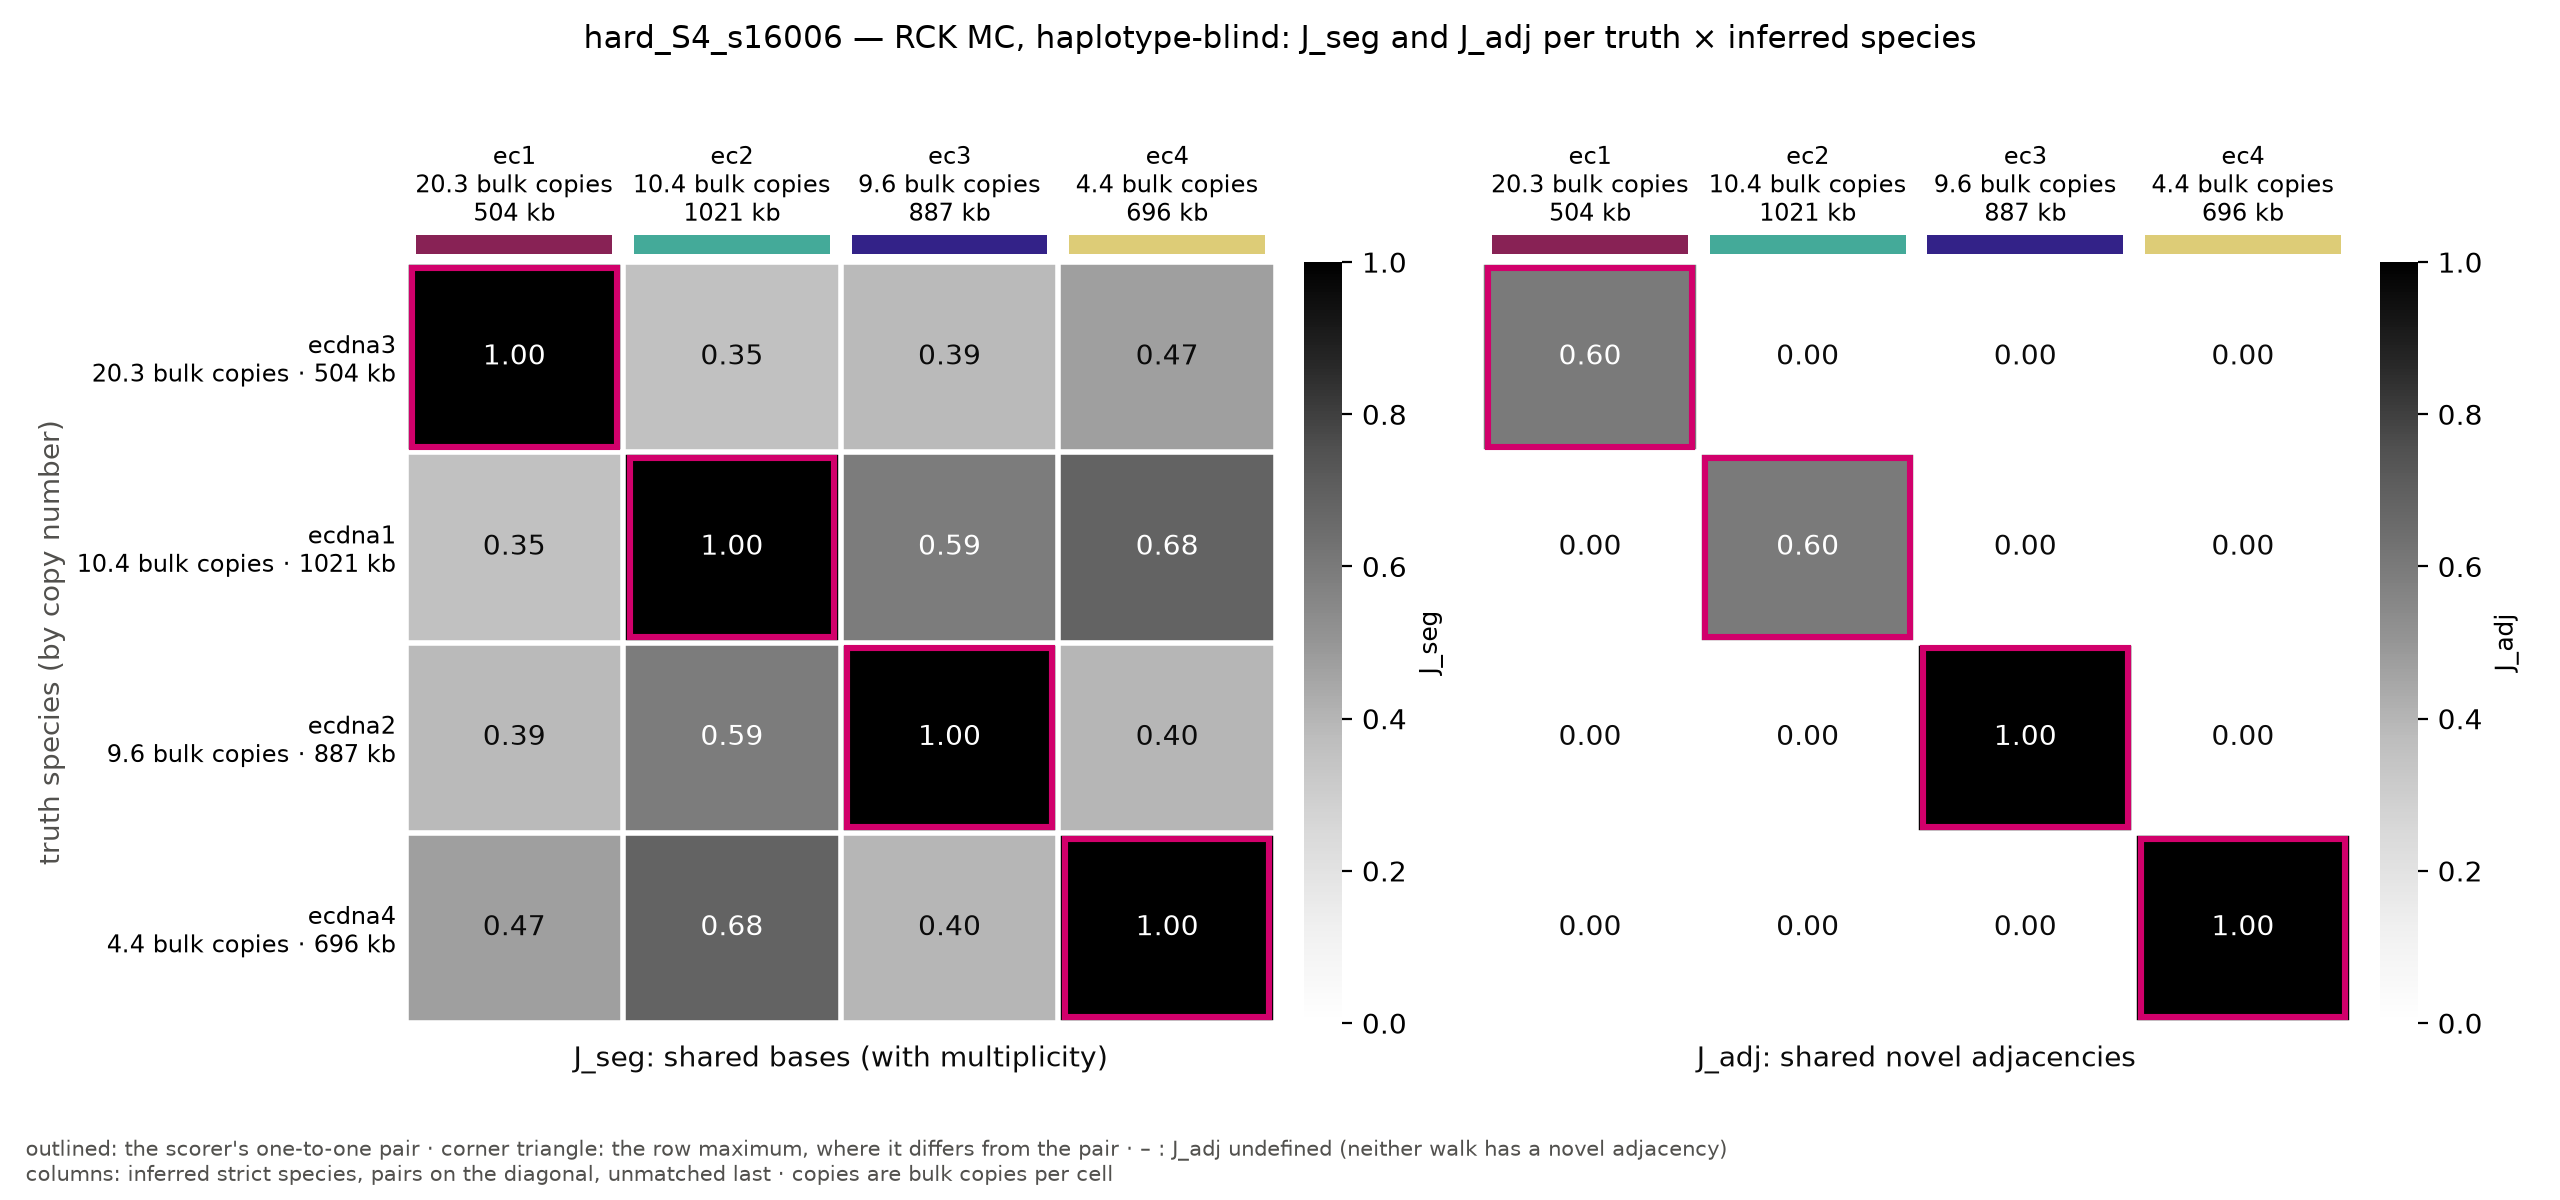 hard_S4_s16006 — RCK MC, haplotype-blind: J_seg and J_adj per truth × inferred species
ec1
20.3 bulk copies
504 kb
ec2
10.4 bulk copies
1021 kb
ec3
9.6 bulk copies
887 kb
ec4
4.4 bulk copies
696 kb
truth species (by copy number)
ecdna3
20.3 bulk copies · 504 kb
1.00 0.35 0.39 0.47
ecdna1
10.4 bulk copies · 1021 kb
0.35 1.00 0.59 0.68
ecdna2
9.6 bulk copies · 887 kb
0.39 0.59 1.00 0.40
ecdna4
4.4 bulk copies · 696 kb
0.47 0.68 0.40 1.00
J_seg: shared bases (with multiplicity)
1.0
0.8
0.6
0.4
0.2
0.0
J_seg
ec1
20.3 bulk copies
504 kb
ec2
10.4 bulk copies
1021 kb
ec3
9.6 bulk copies
887 kb
ec4
4.4 bulk copies
696 kb
0.60 0.00 0.00 0.00
0.00 0.60 0.00 0.00
0.00 0.00 1.00 0.00
0.00 0.00 0.00 1.00
J_adj: shared novel adjacencies
1.0
0.8
0.6
0.4
0.2
0.0
J_adj
outlined: the scorer's one-to-one pair · corner triangle: the row maximum, where it differs from the pair · – : J_adj undefined (neither walk has a novel adjacency)
columns: inferred strict species, pairs on the diagonal, unmatched last · copies are bulk copies per cell